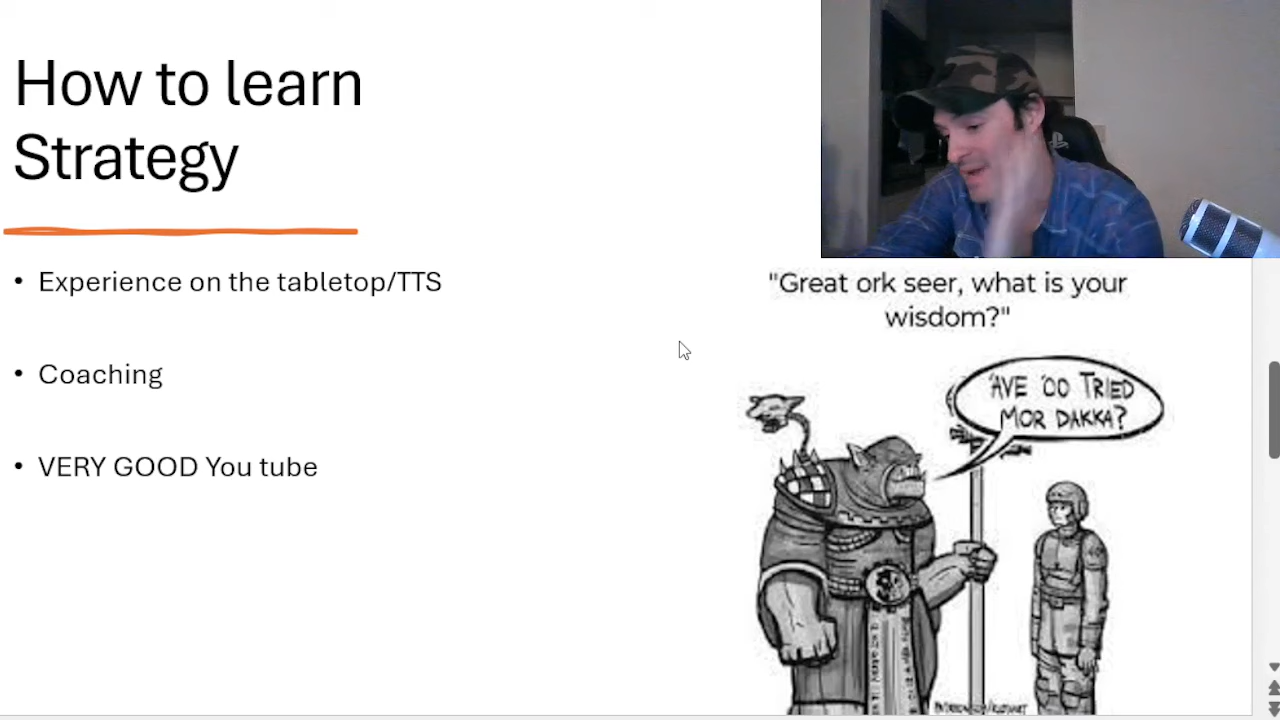 How to learn
Strategy
• Experience on the tabletop/TTS
• Coaching
• VERY GOOD You tube
"Great ork seer, what is your
wisdom?"
'AVE 'OO TRIED
MOR DAKKA?